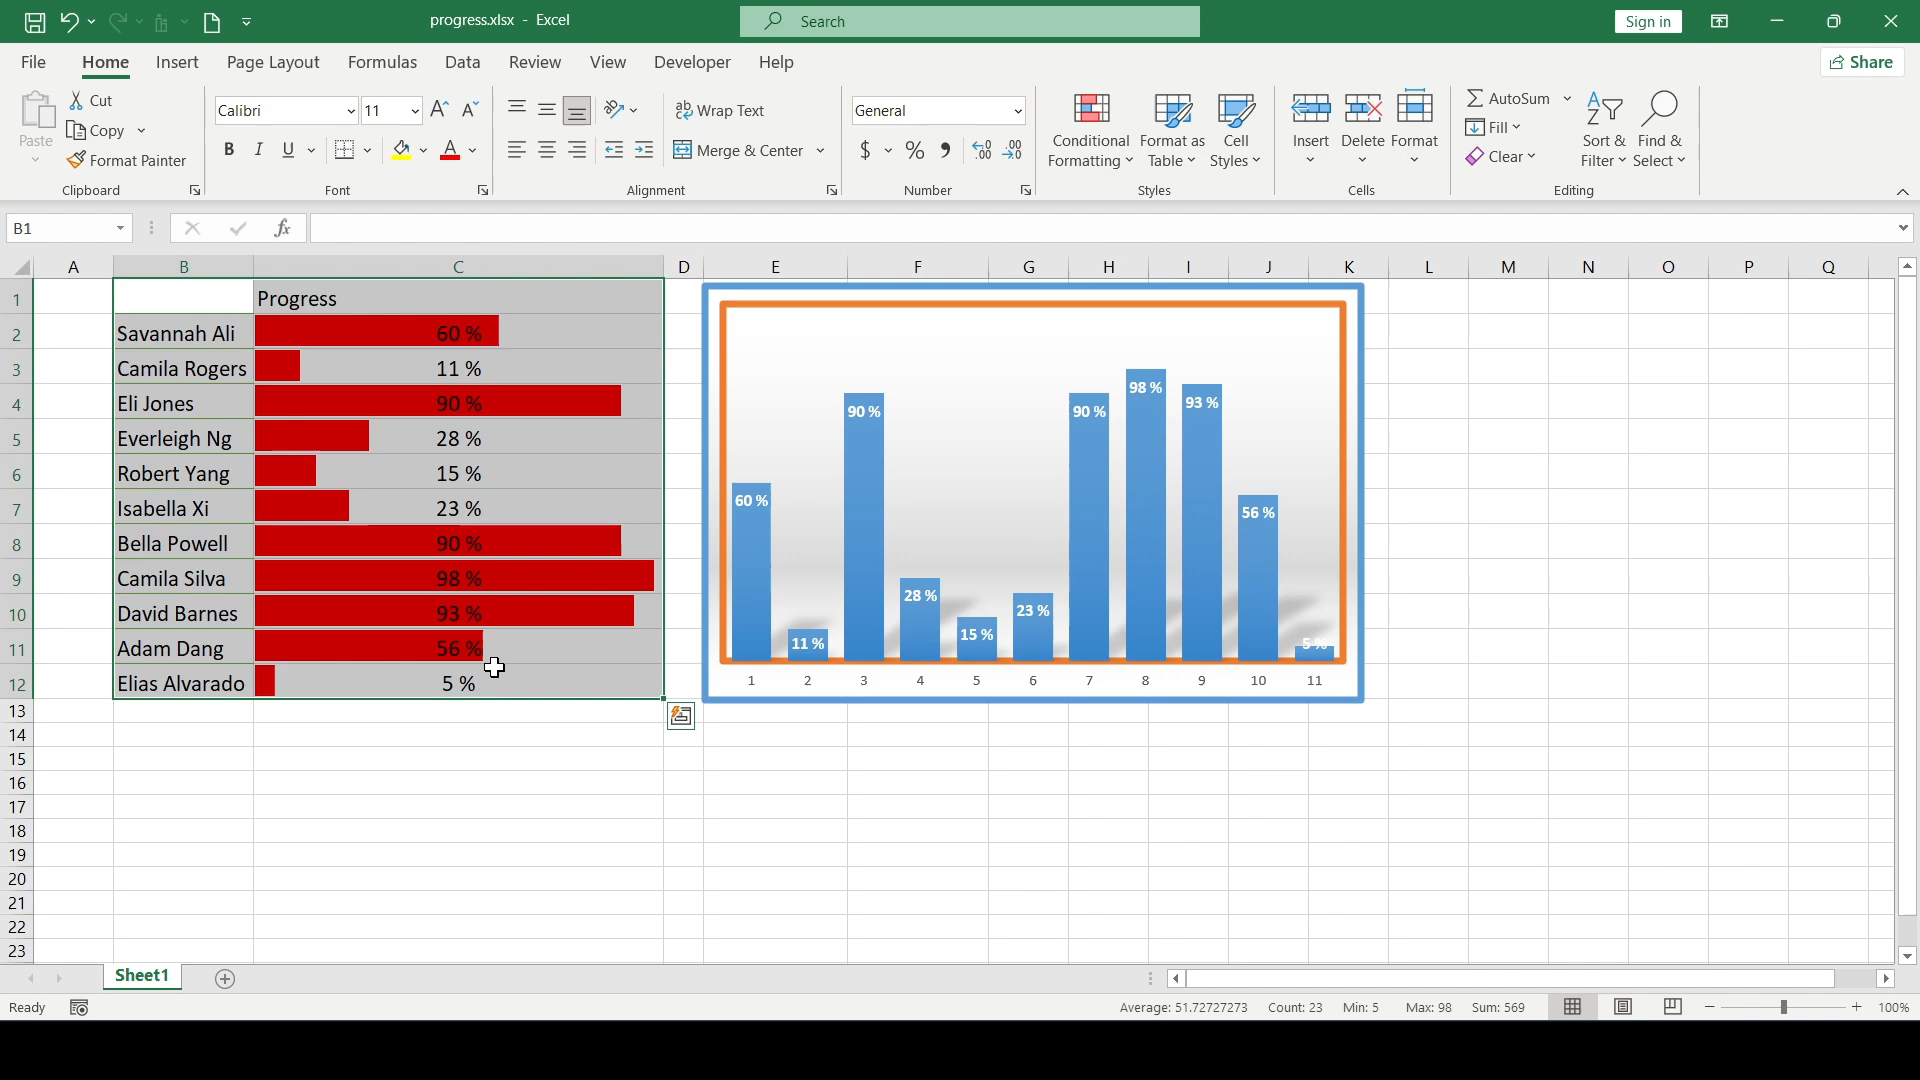 progress.xlsx - Excel
Search
Sign in
File Home Insert Page Layout Formulas Data Review View Developer Help
Share
Paste
Cut
Copy
Format Painter
Clipboard
Calibri 11
A A
B I U A
Font
ab Wrap Text
Merge & Center
Alignment
General
$ % 9 .00 .00
Number
Conditional Formatting
Format as Table
Cell Styles
Styles
Insert Delete Format
Cells
AutoSum
Fill
Clear
Sort & Filter
Find & Select
Editing
B1
fx
A B C D E F G H I J K L M N O P Q
1 Progress
2 Savannah Ali 60 %
3 Camila Rogers 11 %
4 Eli Jones 90 %
5 Everleigh Ng 28 %
6 Robert Yang 15 %
7 Isabella Xi 23 %
8 Bella Powell 90 %
9 Camila Silva 98 %
10 David Barnes 93 %
11 Adam Dang 56 %
12 Elias Alvarado 5 %
13
14
15
16
17
18
19
20
21
22
23
60 % 11 % 90 % 28 % 15 % 23 % 90 % 98 % 93 % 56 % 5 %
1 2 3 4 5 6 7 8 9 10 11
Sheet1
Ready
Average: 51.72727273 Count: 23 Min: 5 Max: 98 Sum: 569
100%